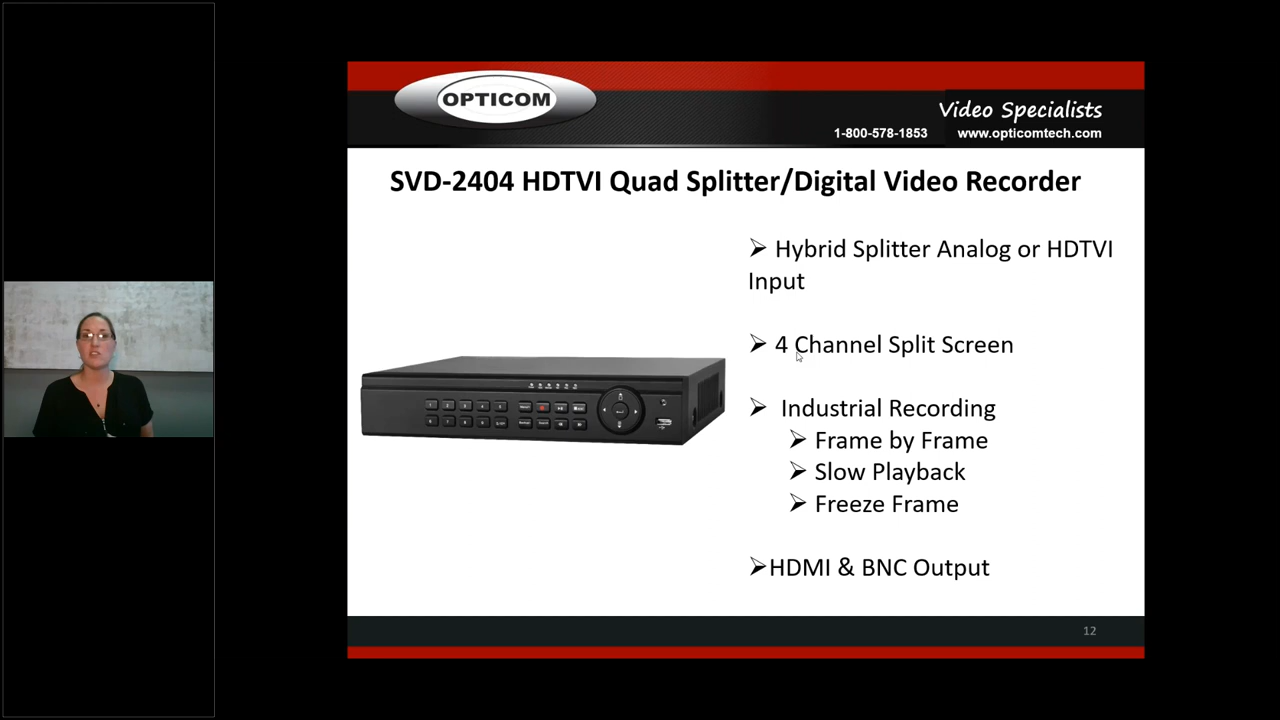 OPTICOM
Video Specialists
1-800-578-1853 www.opticomtech.com
SVD-2404 HDTVI Quad Splitter/Digital Video Recorder
➢ Hybrid Splitter Analog or HDTVI
Input
➢ 4 Channel Split Screen
➢ Industrial Recording
➢ Frame by Frame
➢ Slow Playback
➢ Freeze Frame
➢HDMI & BNC Output
12